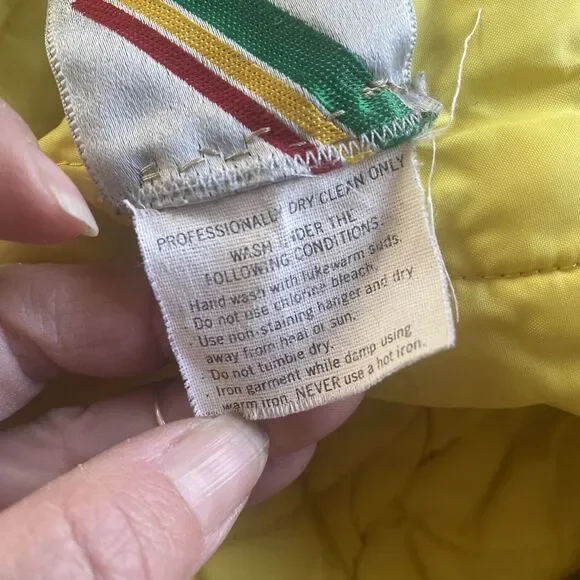 PROFESSIONALLY DRY CLEAN ONLY
WASH UNDER THE
FOLLOWING CONDITIONS-
Hand wash with lukewarm suds.
Do not use chlorine bleach.
Use non-staining hanger and dry
away from heat or sun.
Do not tumble dry.
Iron garment while damp using
warm iron. NEVER use a hot iron.